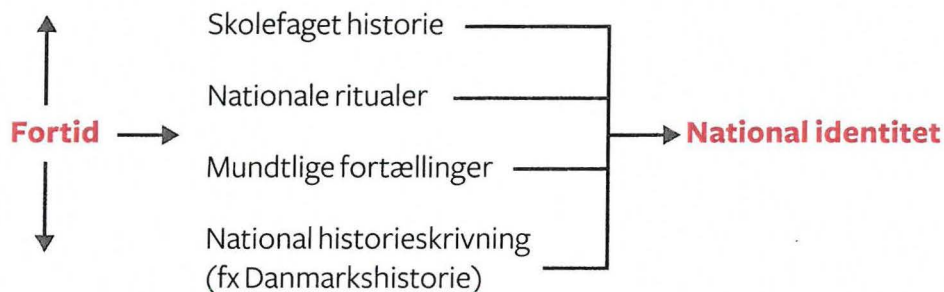 Skolefaget historie
Nationale ritualer
Fortid
National identitet
Mundtlige fortællinger
National historieskrivning
(fx Danmarkshistorie)